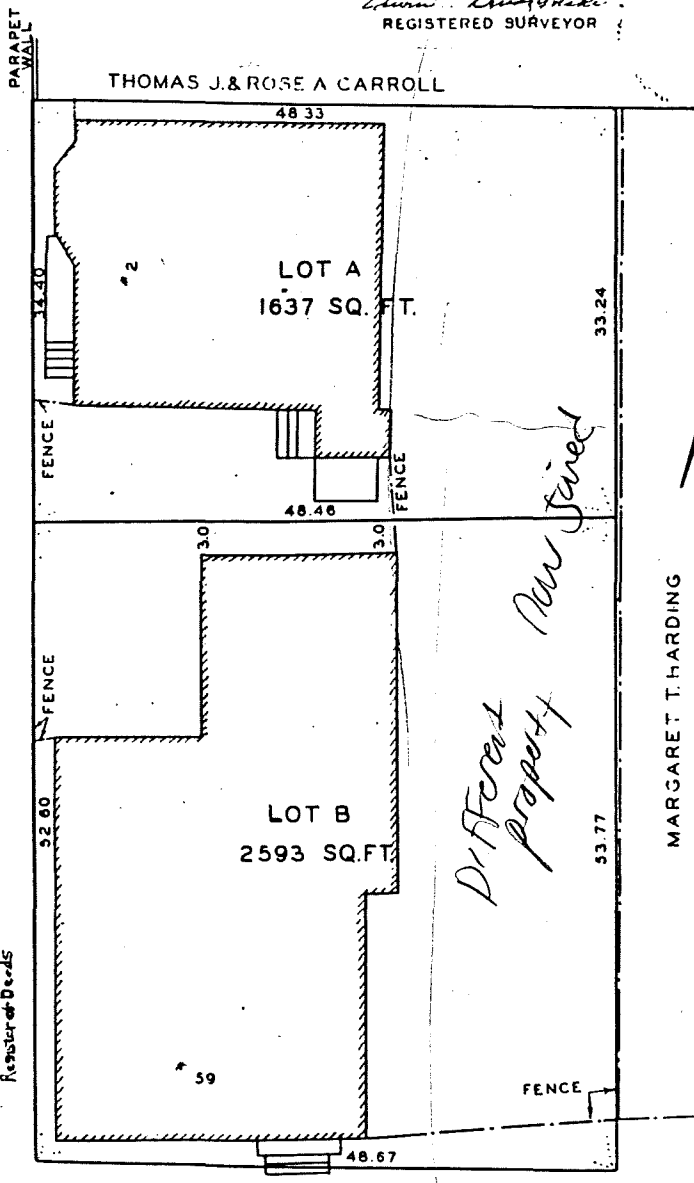 REGISTERED SURVEYOR
PARAPET
WALL
THOMAS J. & ROSE A CARROLL
48.33
LOT A
1637 SQ. FT.
#2
34.40
33.24
FENCE
FENCE
48.46
3.0
3.0
FENCE
Different
property
MARGARET T. HARDING
LOT B
2593 SQ.FT
52.80
53.77
Register of Deeds
# 59
FENCE
48.67